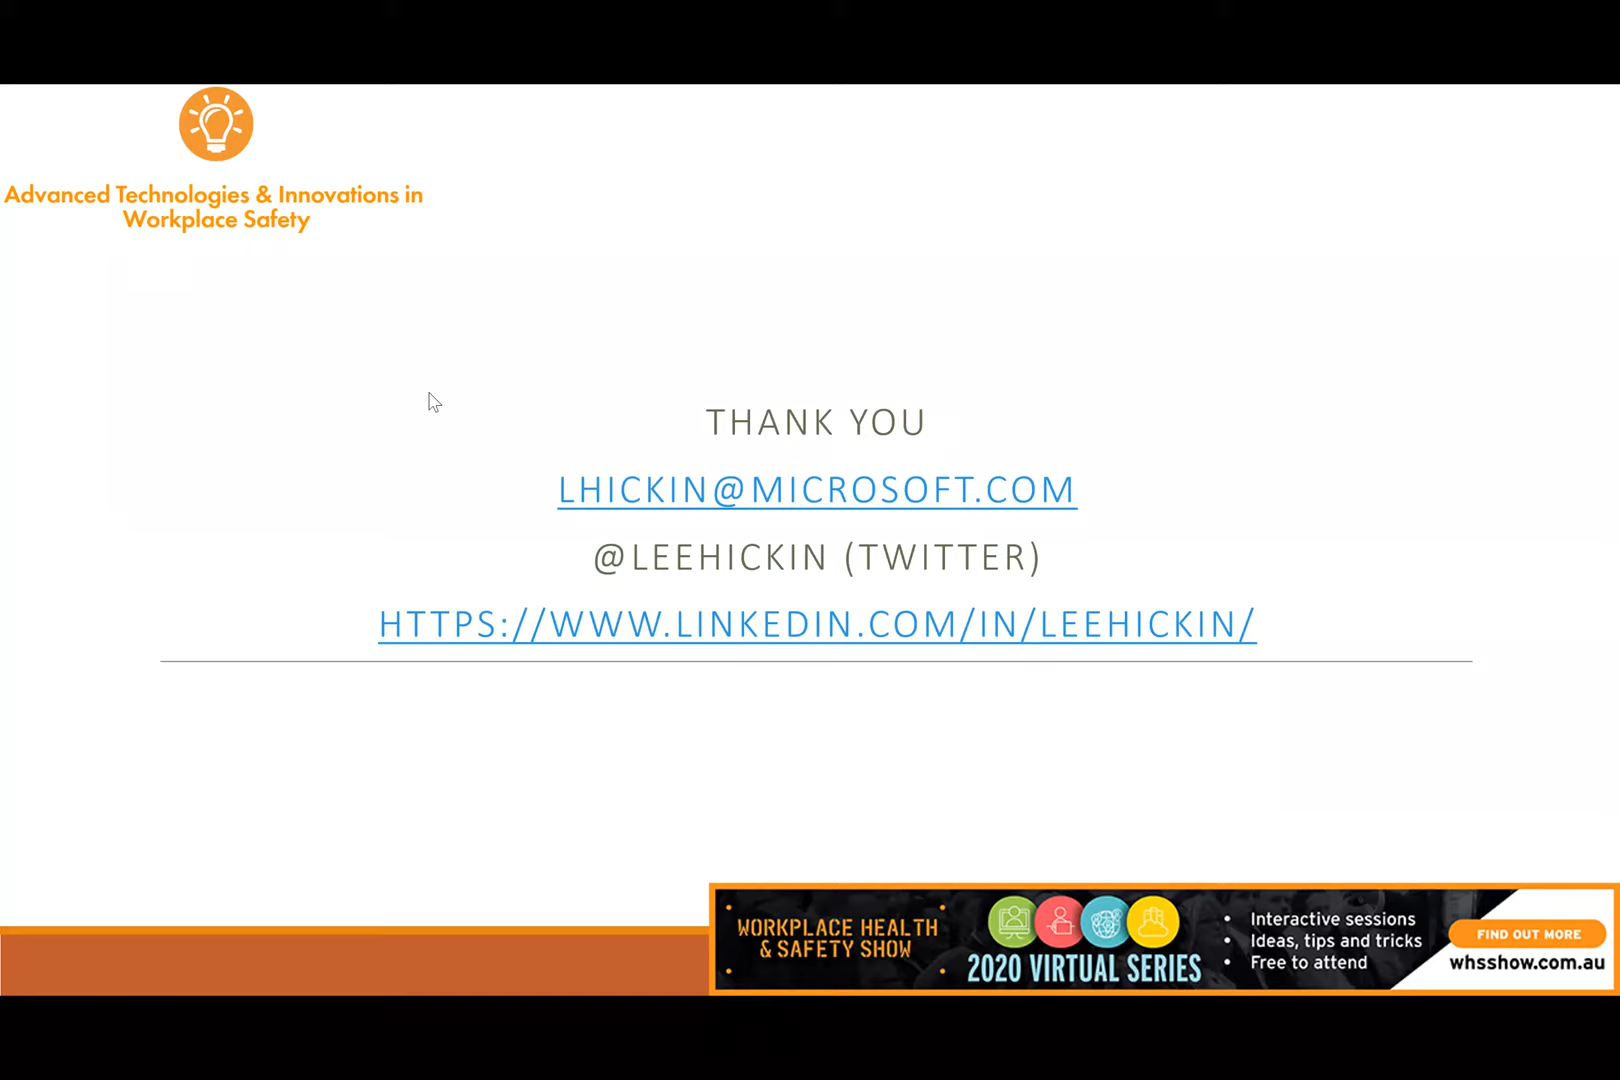 Advanced Technologies & Innovations in
Workplace Safety
THANK YOU
LHICKIN@MICROSOFT.COM
@LEEHICKIN (TWITTER)
HTTPS://WWW.LINKEDIN.COM/IN/LEEHICKIN/
WORKPLACE HEALTH
& SAFETY SHOW
2020 VIRTUAL SERIES
• Interactive sessions
• Ideas, tips and tricks
• Free to attend
FIND OUT MORE
whsshow.com.au